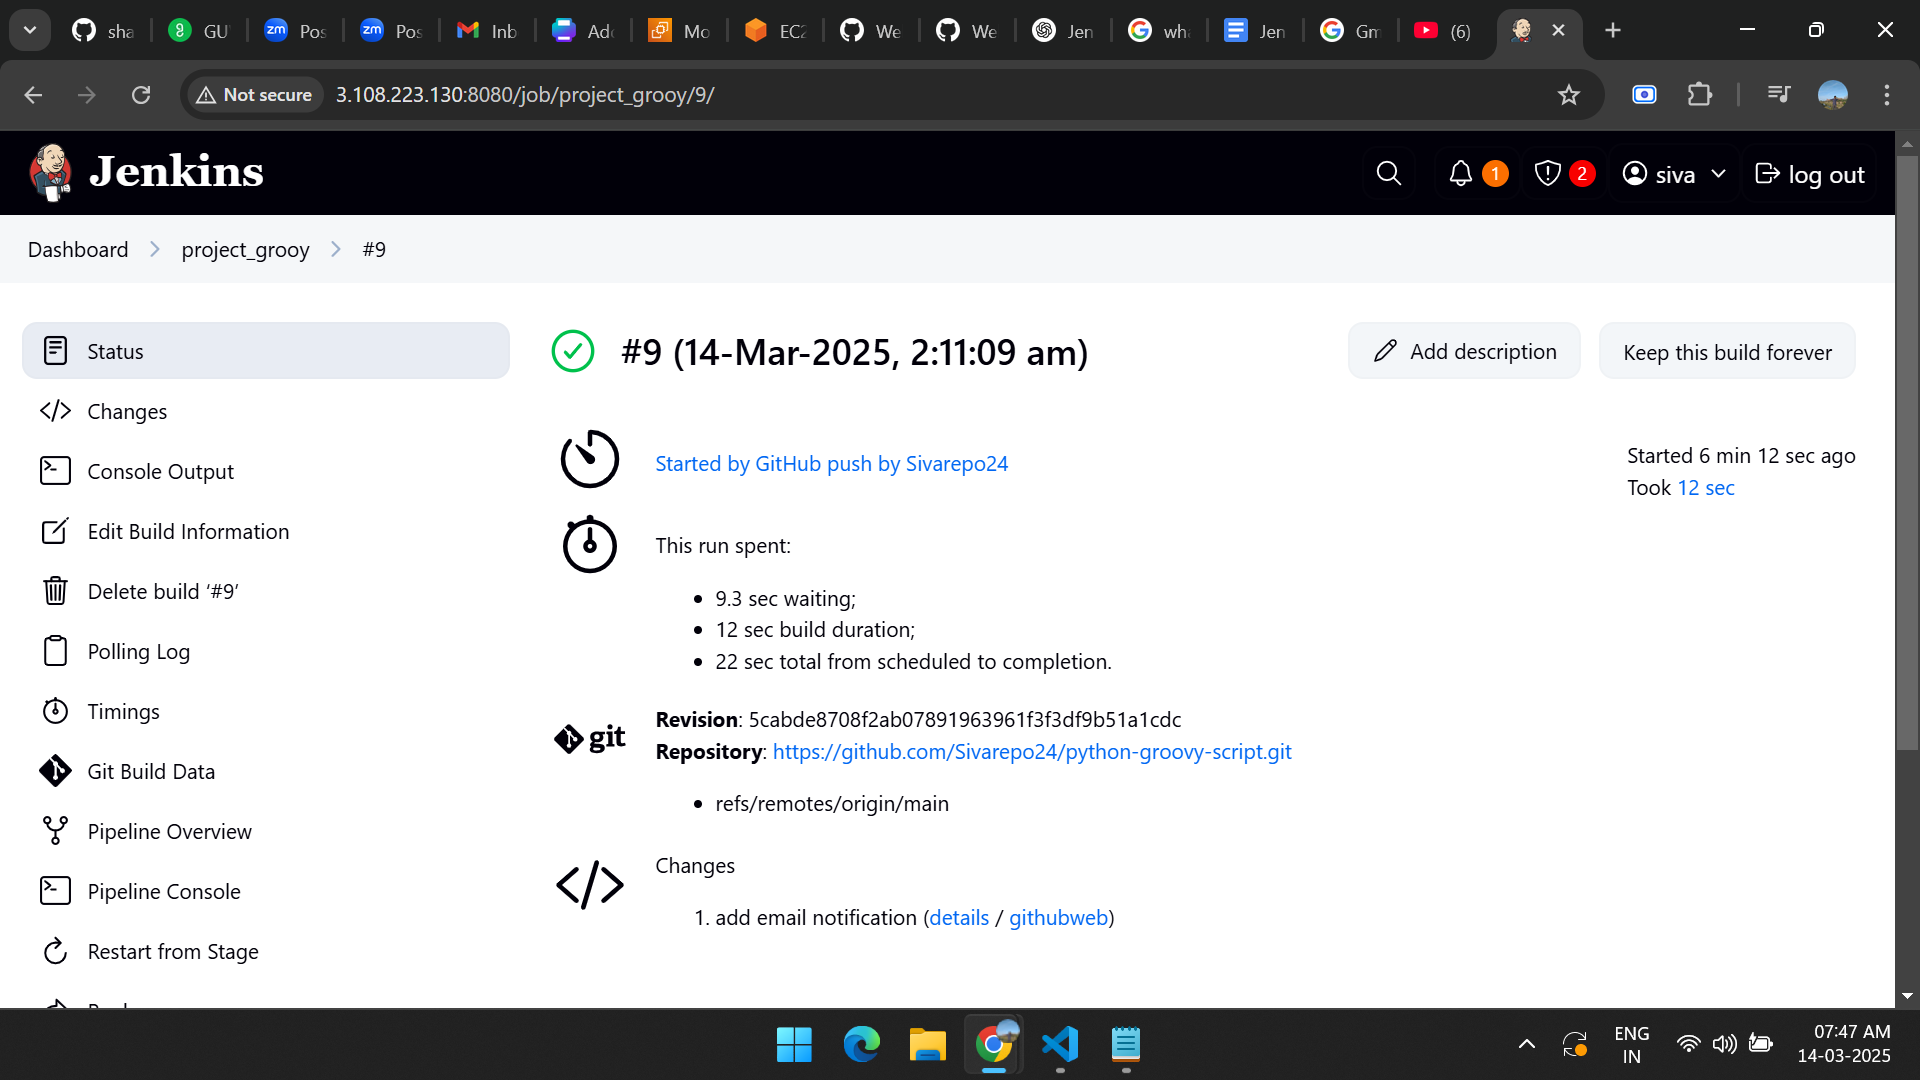 sha
GU
Pos
Pos
Inb
Ado
Mo
EC2
We
We
Jen
wh
Jen
Gm
(6)
Not secure
3.108.223.130:8080/job/project_grooy/9/
Jenkins
1
2
siva
log out
Dashboard
project_grooy
#9
Status
Changes
Console Output
Edit Build Information
Delete build ‘#9’
Polling Log
Timings
Git Build Data
Pipeline Overview
Pipeline Console
Restart from Stage
#9 (14-Mar-2025, 2:11:09 am)
Add description
Keep this build forever
Started by GitHub push by Sivarepo24
Started 6 min 12 sec ago
Took 12 sec
This run spent:
9.3 sec waiting;
12 sec build duration;
22 sec total from scheduled to completion.
git
Revision: 5cabde8708f2ab07891963961f3f3df9b51a1cdc
Repository: https://github.com/Sivarepo24/python-groovy-script.git
refs/remotes/origin/main
Changes
1. add email notification (details / githubweb)
ENG
IN
07:47 AM
14-03-2025